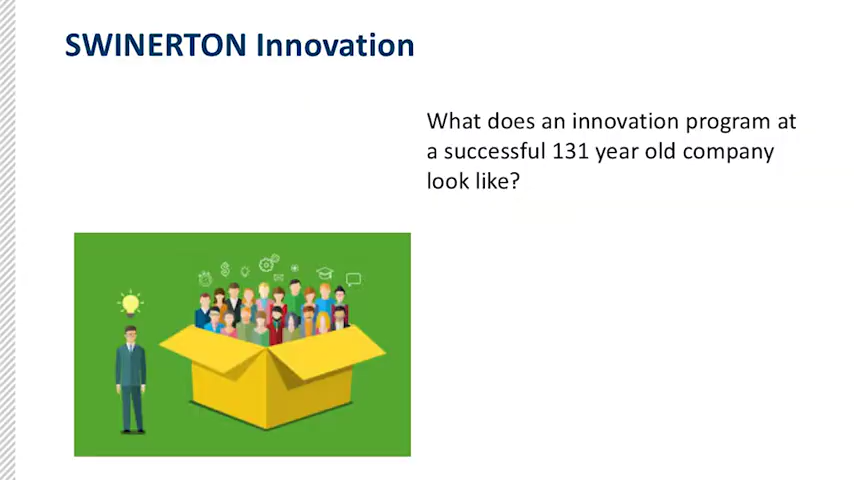 SWINERTON Innovation
What does an innovation program at
a successful 131 year old company
look like?